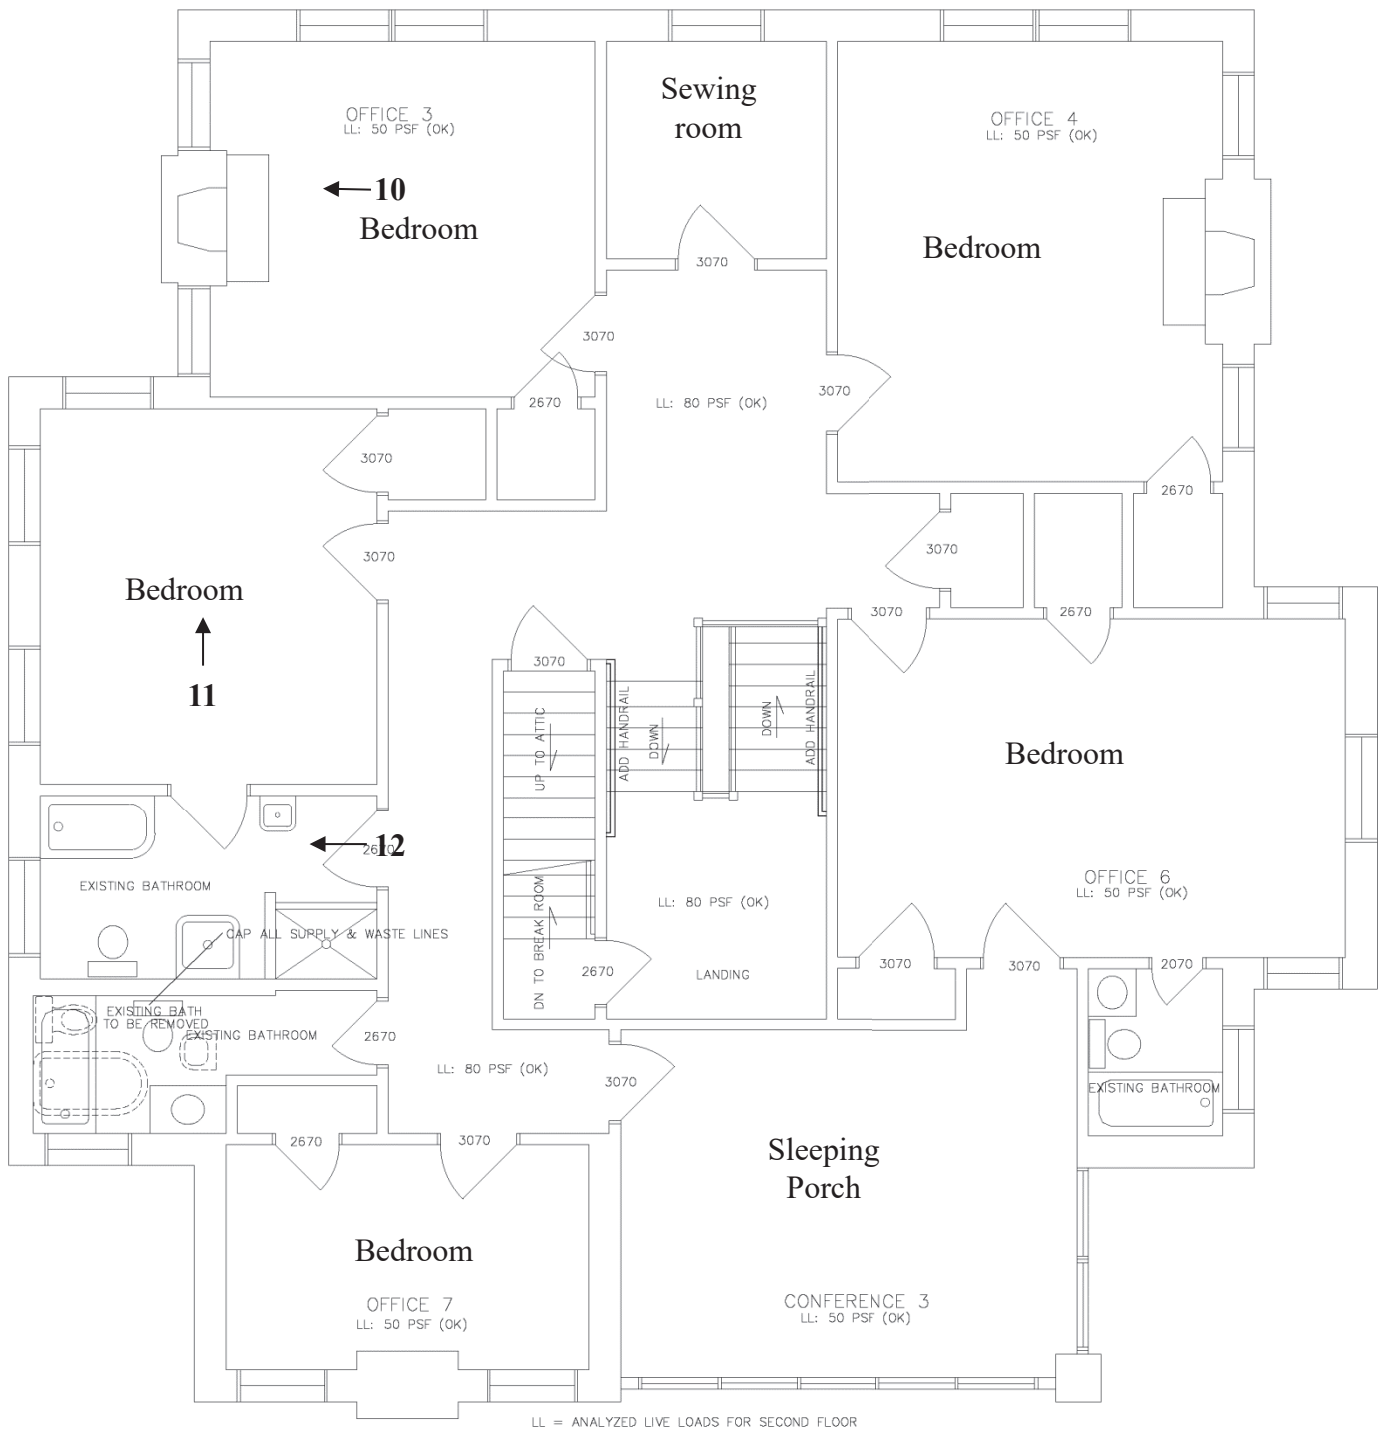 Sewing
room
OFFICE 3
LL: 50 PSF (OK)
OFFICE 4
LL: 50 PSF (OK)
10
Bedroom
Bedroom
3070
3070
3070
2670
LL: 80 PSF (OK)
3070
2670
3070
3070
3070
2670
Bedroom
11
3070
UP TO ATTIC
ADD HANDRAIL
DOWN
DOWN
ADD HANDRAIL
Bedroom
12
2670
EXISTING BATHROOM
OFFICE 6
LL: 50 PSF (OK)
LL: 80 PSF (OK)
CAP ALL SUPPLY & WASTE LINES
DN TO BREAK ROOM
2670
LANDING
3070
3070
2070
EXISTING BATH
TO BE REMOVED
EXISTING BATHROOM
2670
LL: 80 PSF (OK)
3070
EXISTING BATHROOM
2670
3070
Sleeping
Porch
Bedroom
OFFICE 7
LL: 50 PSF (OK)
CONFERENCE 3
LL: 50 PSF (OK)
LL = ANALYZED LIVE LOADS FOR SECOND FLOOR